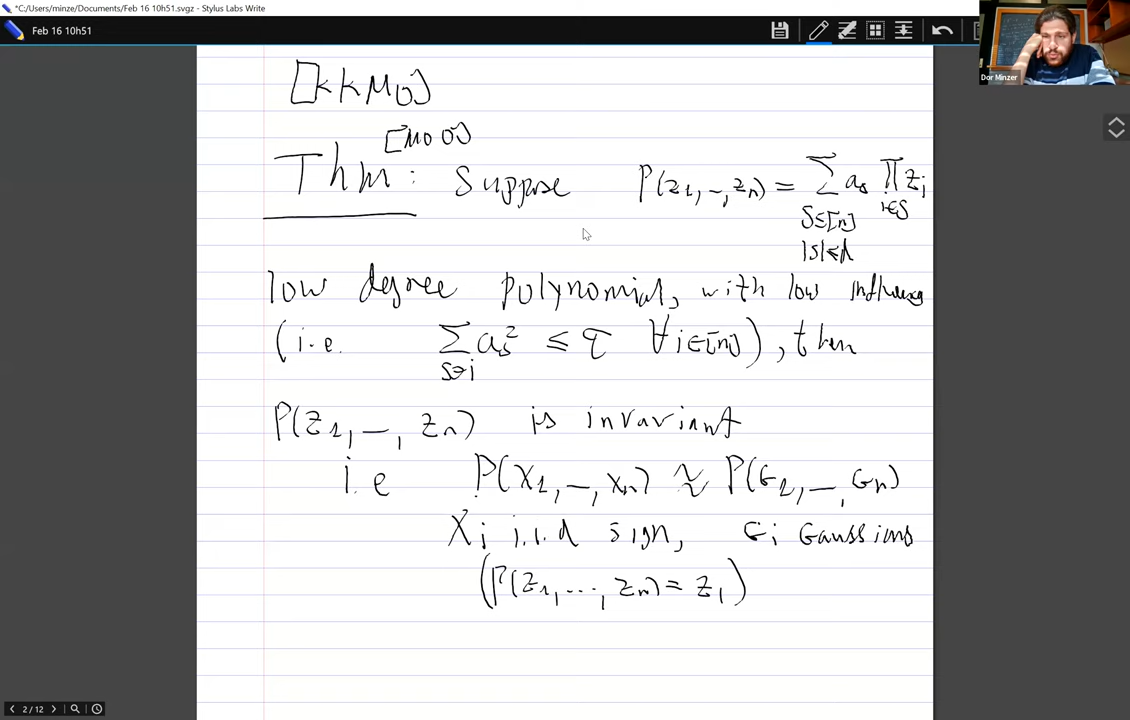 *C:/Users/minze/Documents/Feb 16 10h51.svgz - Stylus Labs Write
Feb 16 10h51
Dor Minzer
[KKMO]
[MOO]
Thm: Suppose P(z1, —, zn) = Σ as Π zi
S⊆[n] i∈S
|S|≤d
low degree polynomial, with low influences
(i.e. Σ as² ≤ τ ∀i∈[n]), then
S∋i
P(z1, —, zn) is invariant
i.e P(X1, —, Xn) ≈ P(G1, —, Gn)
Xi i.i.d sign, Gi Gaussians
(P(z1, ..., zn) = z1)
2 / 12